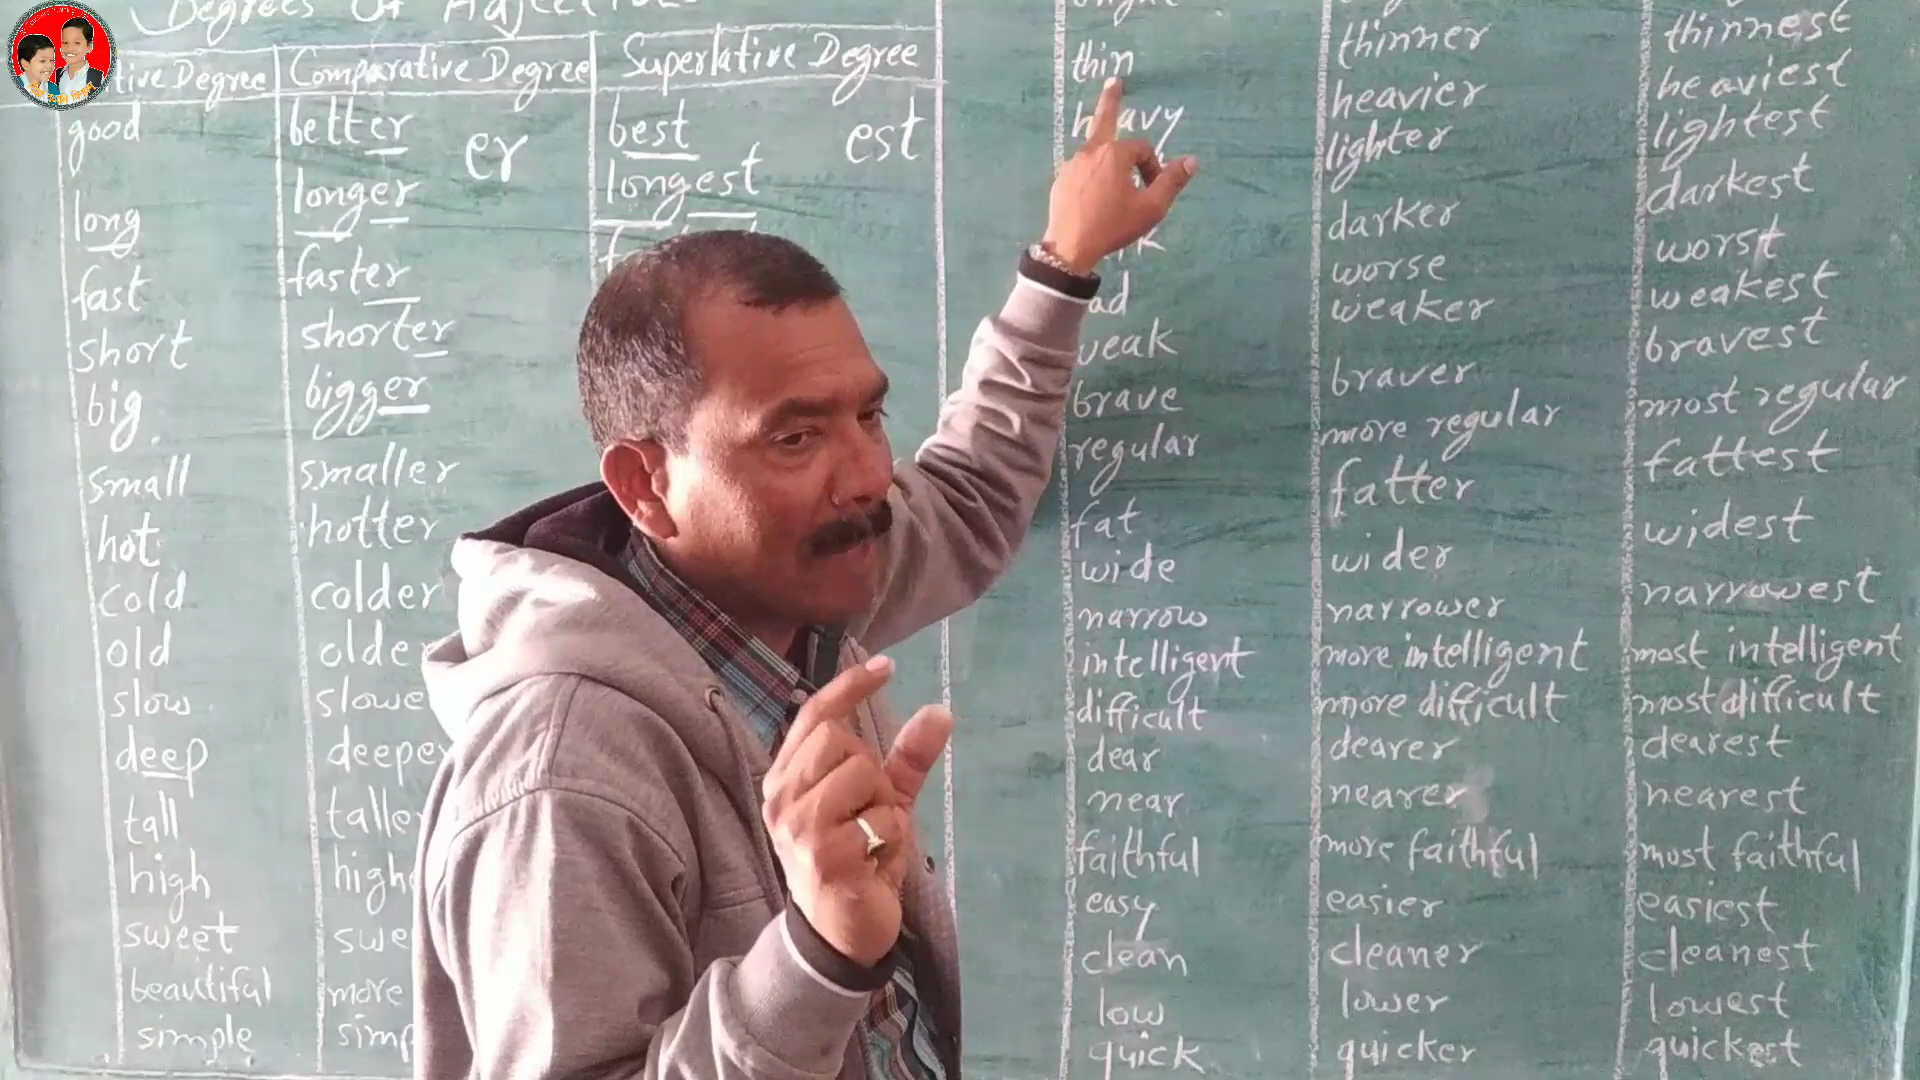 Degrees Of
tive Degree Comparative Degree Superlative Degree
good better er best est
long longer longest
fast faster
short shorter
big. bigger
small smaller
hot hotter
cold colder
old
slow
deep
tall
high
sweet
beautiful more
simple
thin thinner thinnest
heavier heaviest
lighter lightest
darker darkest
worse worst
weaker weakest
brave braver bravest
regular more regular most regular
fat fatter fattest
wide wider widest
narrow narrower narrowest
intelligent more intelligent most intelligent
difficult more difficult most difficult
dear dearer dearest
near nearer nearest
faithful more faithful most faithful
easy easier easiest
clean cleaner cleanest
low lower lowest
quick quicker quickest